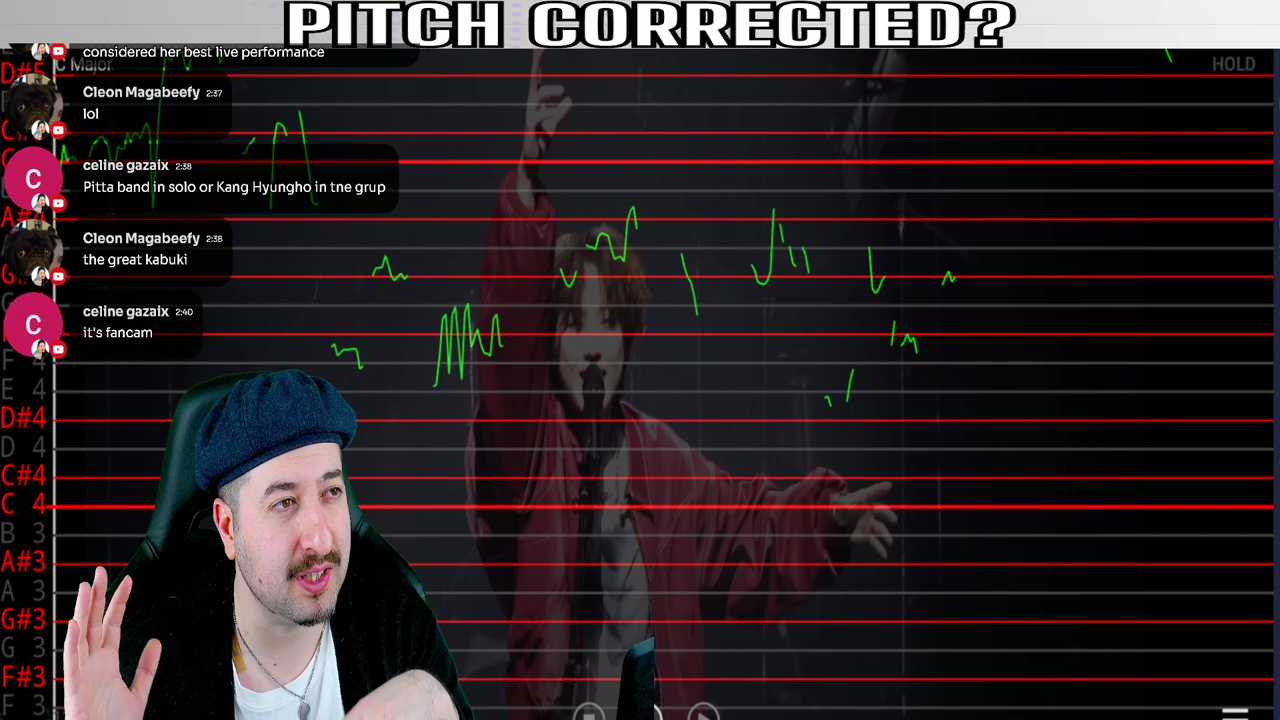 PITCH CORRECTED?
considered her best live performance
D#5
C Major
HOLD
Cleon Magabeefy 2:37
lol
celine gazaix 2:38
C
Pitta band in solo or Kang Hyungho in tne grup
A#4
Cleon Magabeefy 2:38
the great kabuki
celine gazaix 2:40
C
it's fancam
F 4
E 4
D#4
D 4
C#4
C 4
B 3
A#3
A 3
G#3
G 3
F#3
F 3